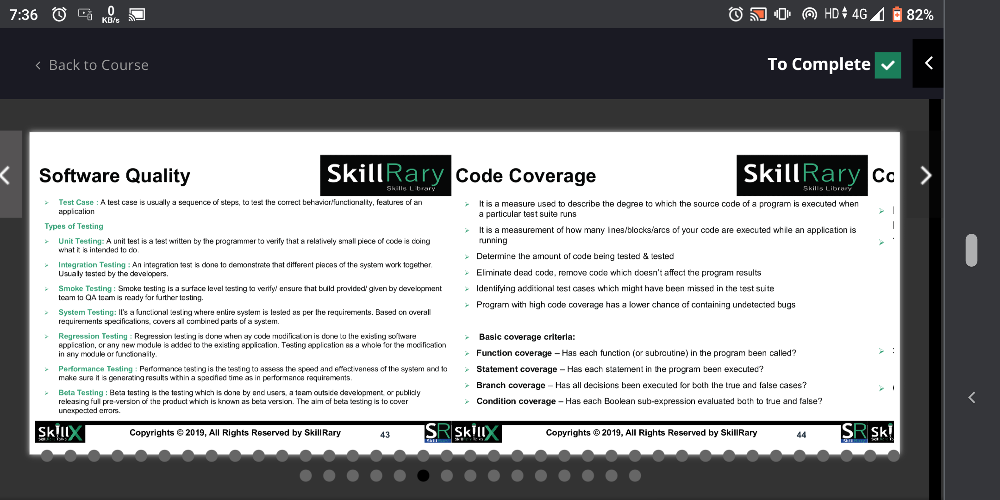 7:36
0
KB/s
HD 4G 82%
Back to Course
To Complete
Software Quality
SkillRary
Skills Library
Test Case : A test case is usually a sequence of steps, to test the correct behavior/functionality, features of an
application
Types of Testing
Unit Testing: A unit test is a test written by the programmer to verify that a relatively small piece of code is doing
what it is intended to do.
Integration Testing : An integration test is done to demonstrate that different pieces of the system work together.
Usually tested by the developers.
Smoke Testing : Smoke testing is a surface level testing to verify/ ensure that build provided/ given by development
team to QA team is ready for further testing.
System Testing: It's a functional testing where entire system is tested as per the requirements. Based on overall
requirements specifications, covers all combined parts of a system.
Regression Testing : Regression testing is done when ay code modification is done to the existing software
application, or any new module is added to the existing application. Testing application as a whole for the modification
in any module or functionality.
Performance Testing : Performance testing is the testing to assess the speed and effectiveness of the system and to
make sure it is generating results within a specified time as in performance requirements.
Beta Testing : Beta testing is the testing which is done by end users, a team outside development, or publicly
releasing full pre-version of the product which is known as beta version. The aim of beta testing is to cover
unexpected errors.
SkillX
SkillRary Talks
Copyrights © 2019, All Rights Reserved by SkillRary
43
SR
SkillRary
Code Coverage
SkillRary
Skills Library
It is a measure used to describe the degree to which the source code of a program is executed when
a particular test suite runs
It is a measurement of how many lines/blocks/arcs of your code are executed while an application is
running
Determine the amount of code being tested & tested
Eliminate dead code, remove code which doesn't affect the program results
Identifying additional test cases which might have been missed in the test suite
Program with high code coverage has a lower chance of containing undetected bugs
Basic coverage criteria:
Function coverage – Has each function (or subroutine) in the program been called?
Statement coverage – Has each statement in the program been executed?
Branch coverage – Has all decisions been executed for both the true and false cases?
Condition coverage – Has each Boolean sub-expression evaluated both to true and false?
SkillX
SkillRary Talks
Copyrights © 2019, All Rights Reserved by SkillRary
44
SR
SkillRary
Co
Ski
SkillRary Ta